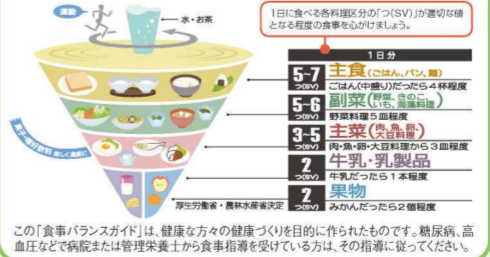 運動
水・お茶
1日に食べる各料理区分の「つ(SV)」が適切な値
となる程度の食事を心がけましょう。
1日分
5~7 つ(SV) 主食(ごはん、パン、麺)
ごはん(中盛り)だったら4杯程度
5~6 つ(SV) 副菜(野菜、きのこ、いも、海藻料理)
野菜料理5皿程度
3~5 つ(SV) 主菜(肉、魚、卵、大豆料理)
肉・魚・卵・大豆料理から3皿程度
2 つ(SV) 牛乳・乳製品
牛乳だったら1本程度
2 つ(SV) 果物
みかんだったら2個程度
菓子・嗜好飲料 楽しく適度に
厚生労働省・農林水産省決定
この「食事バランスガイド」は、健康な方々の健康づくりを目的に作られたものです。糖尿病、高
血圧などで病院または管理栄養士から食事指導を受けている方は、その指導に従ってください。